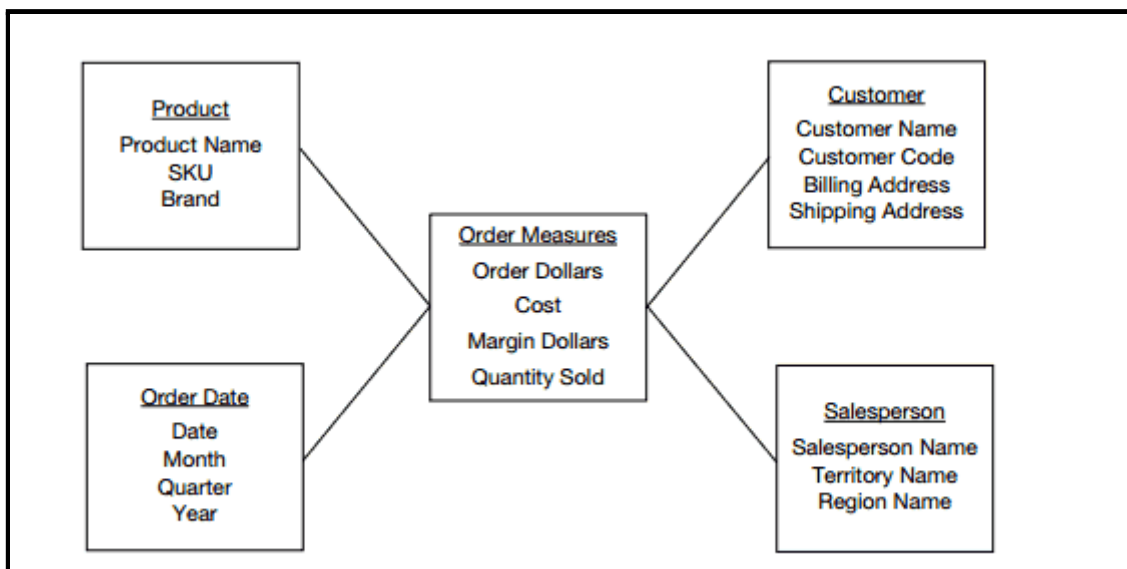 Product
Product Name
SKU
Brand
Customer
Customer Name
Customer Code
Billing Address
Shipping Address
Order Measures
Order Dollars
Cost
Margin Dollars
Quantity Sold
Order Date
Date
Month
Quarter
Year
Salesperson
Salesperson Name
Territory Name
Region Name